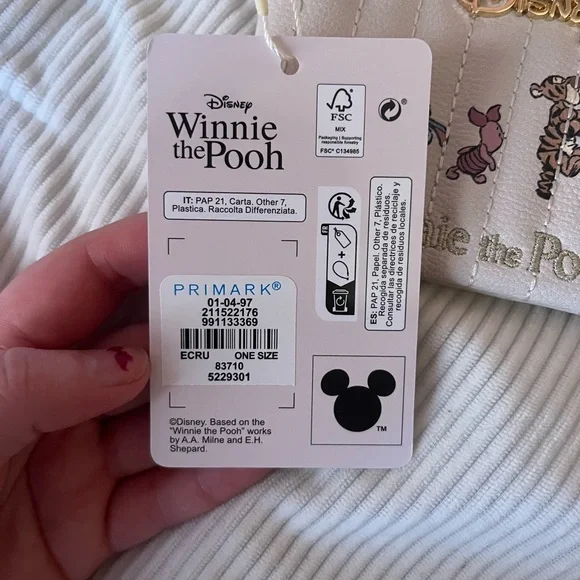 Disney
Winnie
the Pooh
FSC
MIX
Packaging | Supporting
responsible forestry
FSC® C134985
IT: PAP 21, Carta. Other 7,
Plastica. Raccolta Differenziata.
FR
ES: PAP 21, Papel. Other 7, Plástico.
Recogida separada de residuos.
Consultar las directrices de reciclaje y
recogida de residuos locales.
PRIMARK®
01-04-97
211522176
991133369
ECRU ONE SIZE
83710
5229301
©Disney. Based on the
"Winnie the Pooh" works
by A.A. Milne and E.H.
Shepard.
TM
Disney
nie the Po